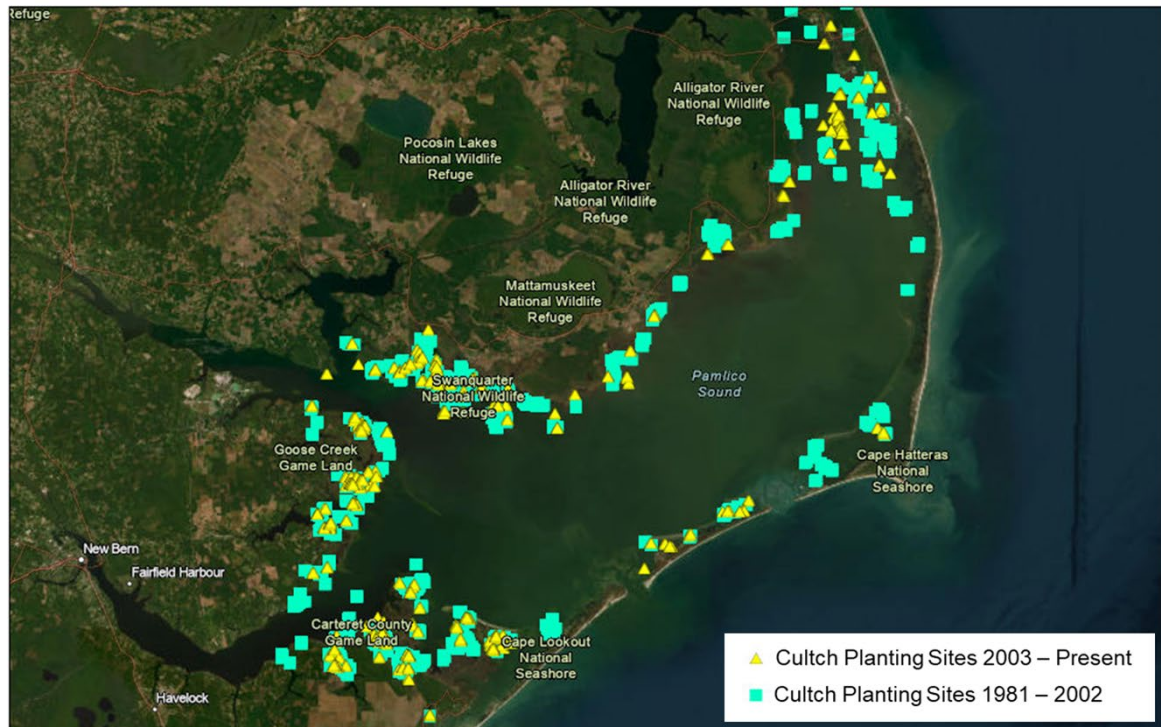 Refuge
Alligator River
National Wildlife
Refuge
Pocosin Lakes
National Wildlife
Refuge
Alligator River
National Wildlife
Refuge
Mattamuskeet
National Wildlife
Refuge
Pamlico
Sound
Swanquarter
National Wildlife
Refuge
Goose Creek
Game Land
Cape Hatteras
National
Seashore
New Bern
Fairfield Harbour
Carteret County
Game Land
Cape Lookout
National
Seashore
Havelock
Cultch Planting Sites 2003 – Present
Cultch Planting Sites 1981 – 2002